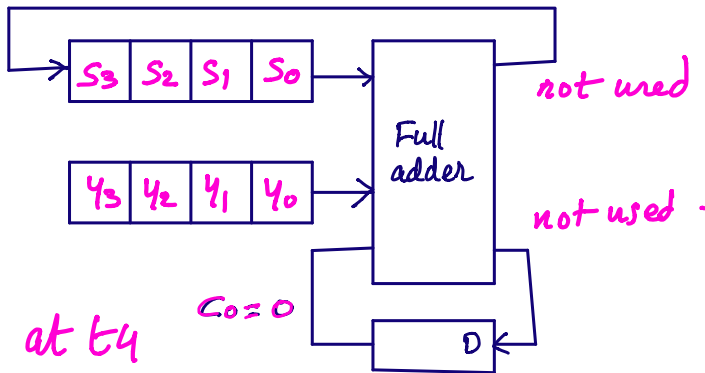 S3 S2 S1 S0
not used
Full
adder
y3 y2 y1 y0
not used .
C0=0
D
at t4